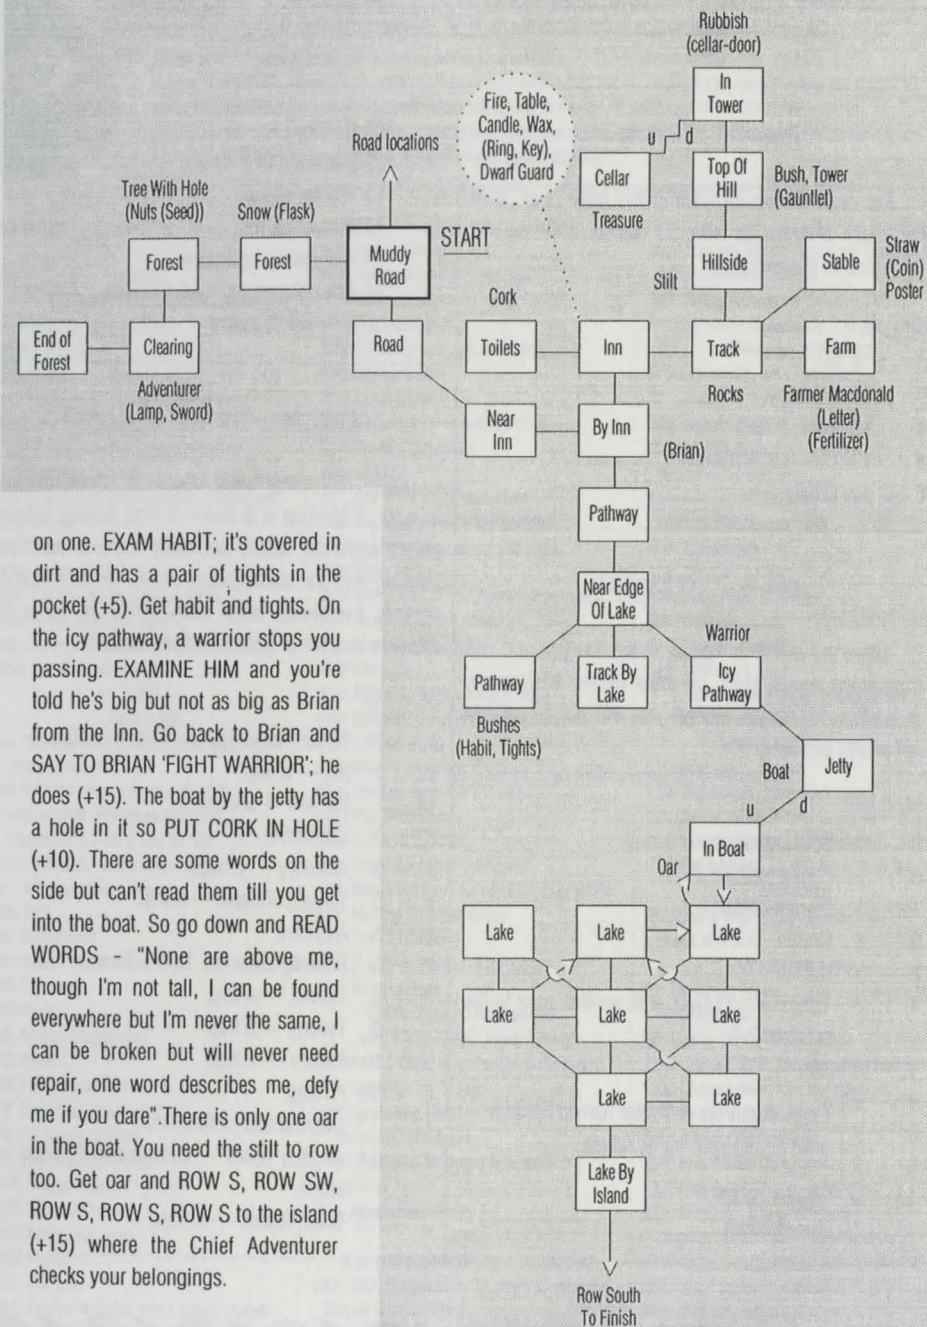 Rubbish
(cellar-door)
In
Tower
Fire, Table,
Candle, Wax,
(Ring, Key),
Dwarf Guard
u
d
Road locations
Cellar
Treasure
Top Of
Hill
Bush, Tower
(Gauntlet)
Tree With Hole
(Nuts (Seed))
Snow (Flask)
Forest
Forest
Muddy
Road
START
Stilt
Hillside
Stable
Straw
(Coin)
Poster
Cork
End of
Forest
Clearing
Road
Toilets
Inn
Track
Farm
Adventurer
(Lamp, Sword)
Rocks
Farmer Macdonald
(Letter)
(Fertilizer)
Near
Inn
By Inn
(Brian)
Pathway
Near Edge
Of Lake
Warrior
Pathway
Track By
Lake
Icy
Pathway
Bushes
(Habit, Tights)
Boat
Jetty
u
d
In Boat
Oar
Lake
Lake
Lake
Lake
Lake
Lake
Lake
Lake
Lake By
Island
Row South
To Finish
on one. EXAM HABIT; it's covered in
dirt and has a pair of tights in the
pocket (+5). Get habit and tights. On
the icy pathway, a warrior stops you
passing. EXAMINE HIM and you're
told he's big but not as big as Brian
from the Inn. Go back to Brian and
SAY TO BRIAN 'FIGHT WARRIOR'; he
does (+15). The boat by the jetty has
a hole in it so PUT CORK IN HOLE
(+10). There are some words on the
side but can't read them till you get
into the boat. So go down and READ
WORDS - "None are above me,
though I'm not tall, I can be found
everywhere but I'm never the same, I
can be broken but will never need
repair, one word describes me, defy
me if you dare".There is only one oar
in the boat. You need the stilt to row
too. Get oar and ROW S, ROW SW,
ROW S, ROW S, ROW S to the island
(+15) where the Chief Adventurer
checks your belongings.